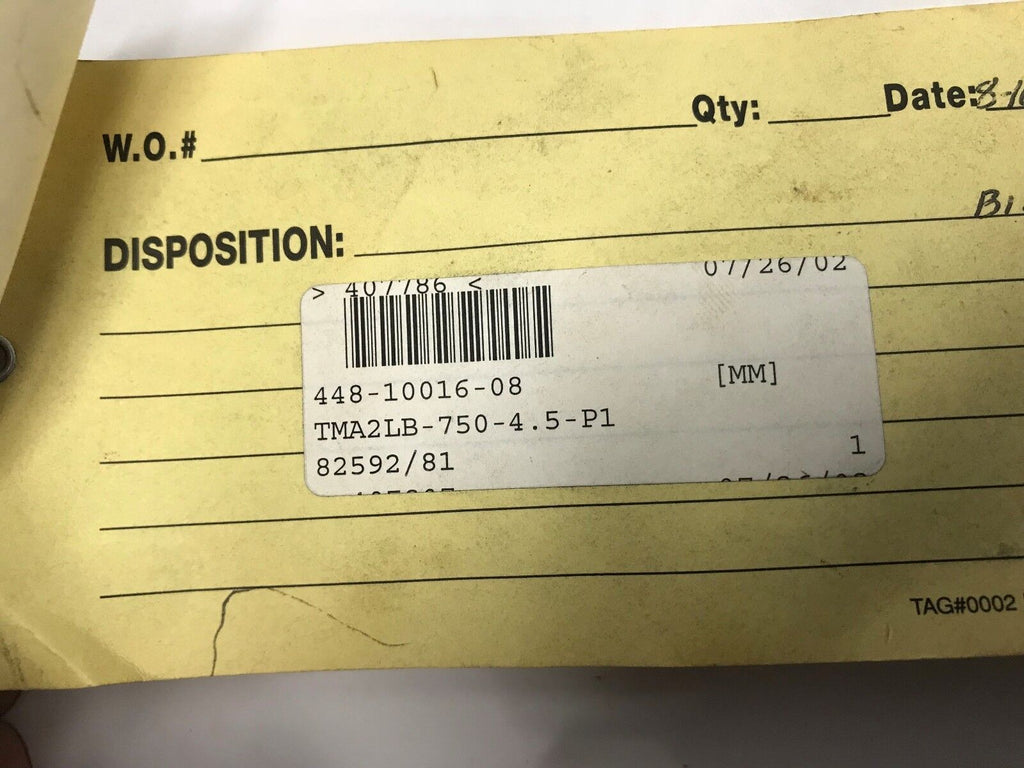 W.O.# Qty: Date:
DISPOSITION:
> 407786 < 07/26/02
448-10016-08 [MM]
TMA2LB-750-4.5-P1
82592/81 1
TAG#0002